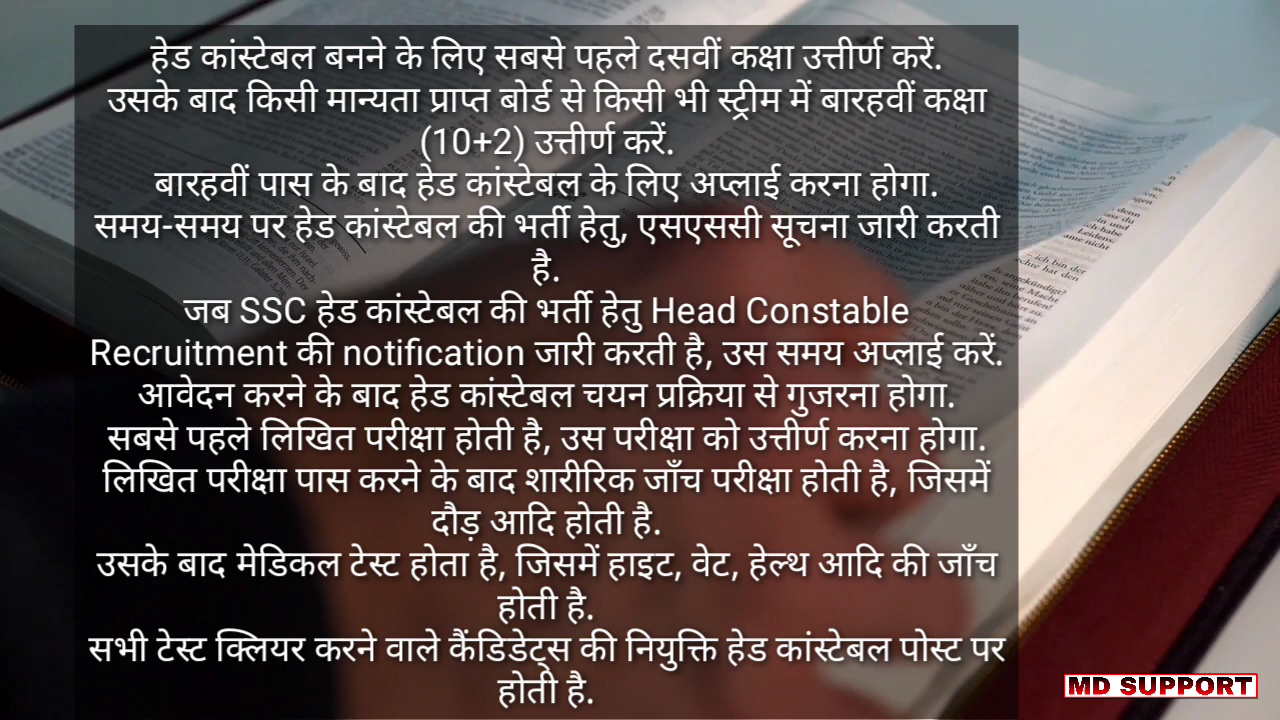 हेड कांस्टेबल बनने के लिए सबसे पहले दसवीं कक्षा उत्तीर्ण करें.
उसके बाद किसी मान्यता प्राप्त बोर्ड से किसी भी स्ट्रीम में बारहवीं कक्षा
(10+2) उत्तीर्ण करें.
बारहवीं पास के बाद हेड कांस्टेबल के लिए अप्लाई करना होगा.
समय-समय पर हेड कांस्टेबल की भर्ती हेतु, एसएससी सूचना जारी करती
है.
जब SSC हेड कांस्टेबल की भर्ती हेतु Head Constable
Recruitment की notification जारी करती है, उस समय अप्लाई करें.
आवेदन करने के बाद हेड कांस्टेबल चयन प्रक्रिया से गुजरना होगा.
सबसे पहले लिखित परीक्षा होती है, उस परीक्षा को उत्तीर्ण करना होगा.
लिखित परीक्षा पास करने के बाद शारीरिक जाँच परीक्षा होती है, जिसमें
दौड़ आदि होती है.
उसके बाद मेडिकल टेस्ट होता है, जिसमें हाइट, वेट, हेल्थ आदि की जाँच
होती है.
सभी टेस्ट क्लियर करने वाले कैंडिडेट्स की नियुक्ति हेड कांस्टेबल पोस्ट पर
होती है.
MD SUPPORT